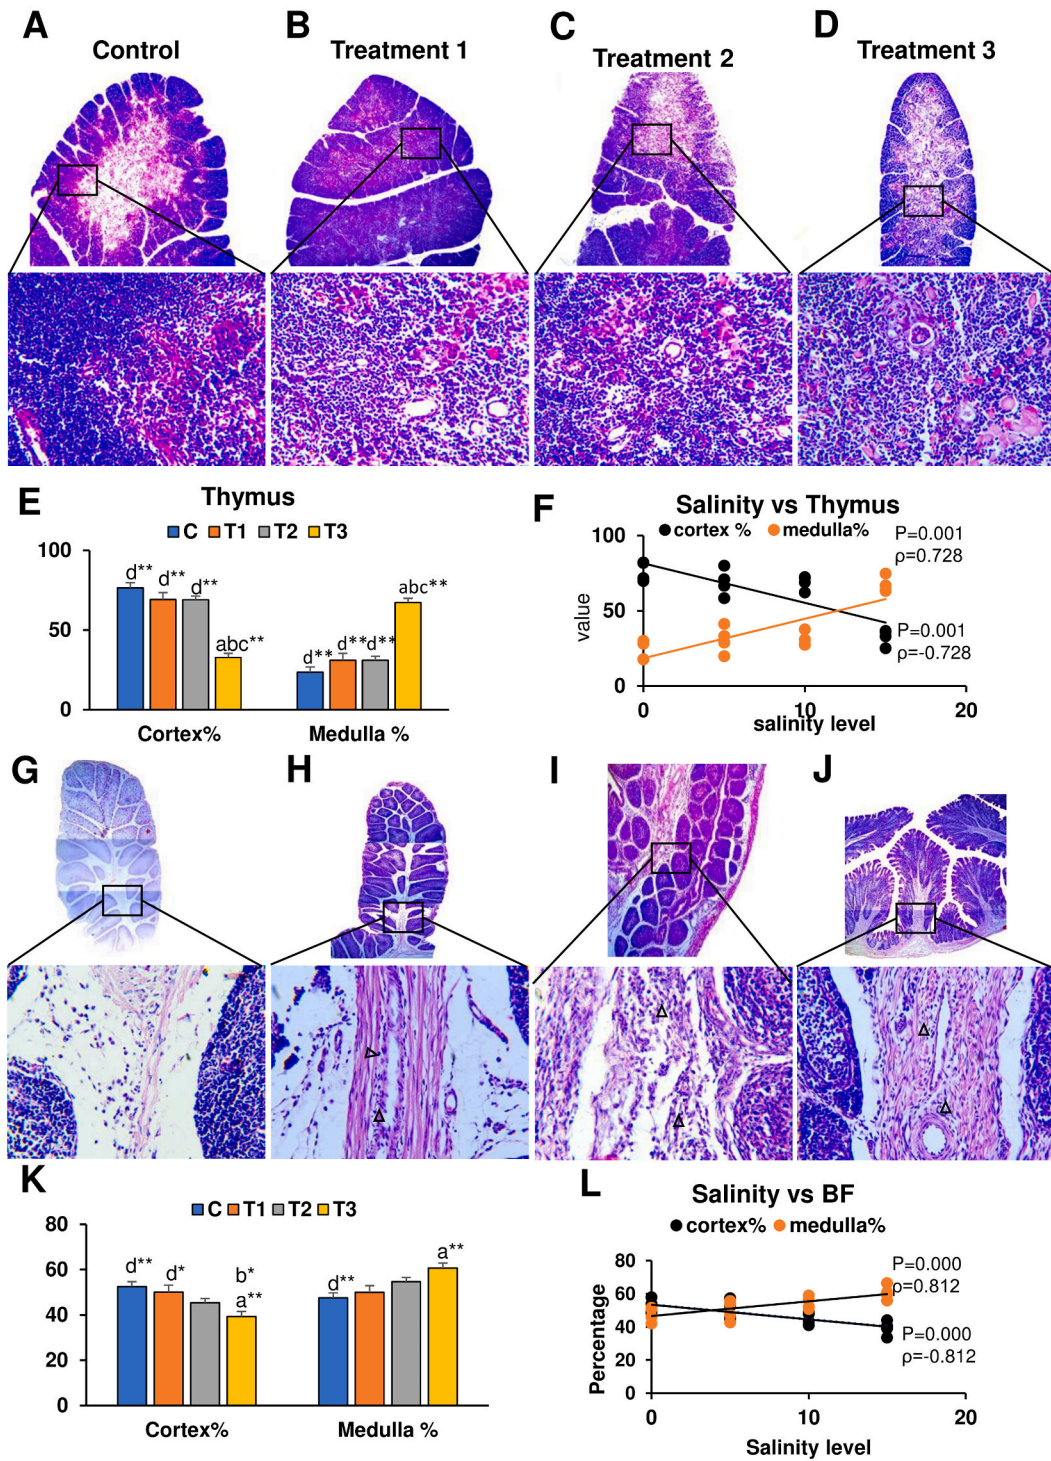 A
B
C
D
Control
Treatment 1
Treatment 2
Treatment 3
E
Thymus
C T1 T2 T3
100
50
0
d**
d**
d**
abc**
d**
d**
d**
abc**
Cortex%
Medulla %
F
Salinity vs Thymus
cortex % medulla%
P=0.001
ρ=0.728
100
50
0
value
P=0.001
ρ=-0.728
0
10
20
salinity level
G
H
I
J
K
C T1 T2 T3
80
60
40
20
0
d**
d*
b*
a**
d**
a**
Cortex%
Medulla %
L
Salinity vs BF
cortex% medulla%
80
60
40
20
0
Percentage
P=0.000
ρ=0.812
P=0.000
ρ=-0.812
0
10
20
Salinity level